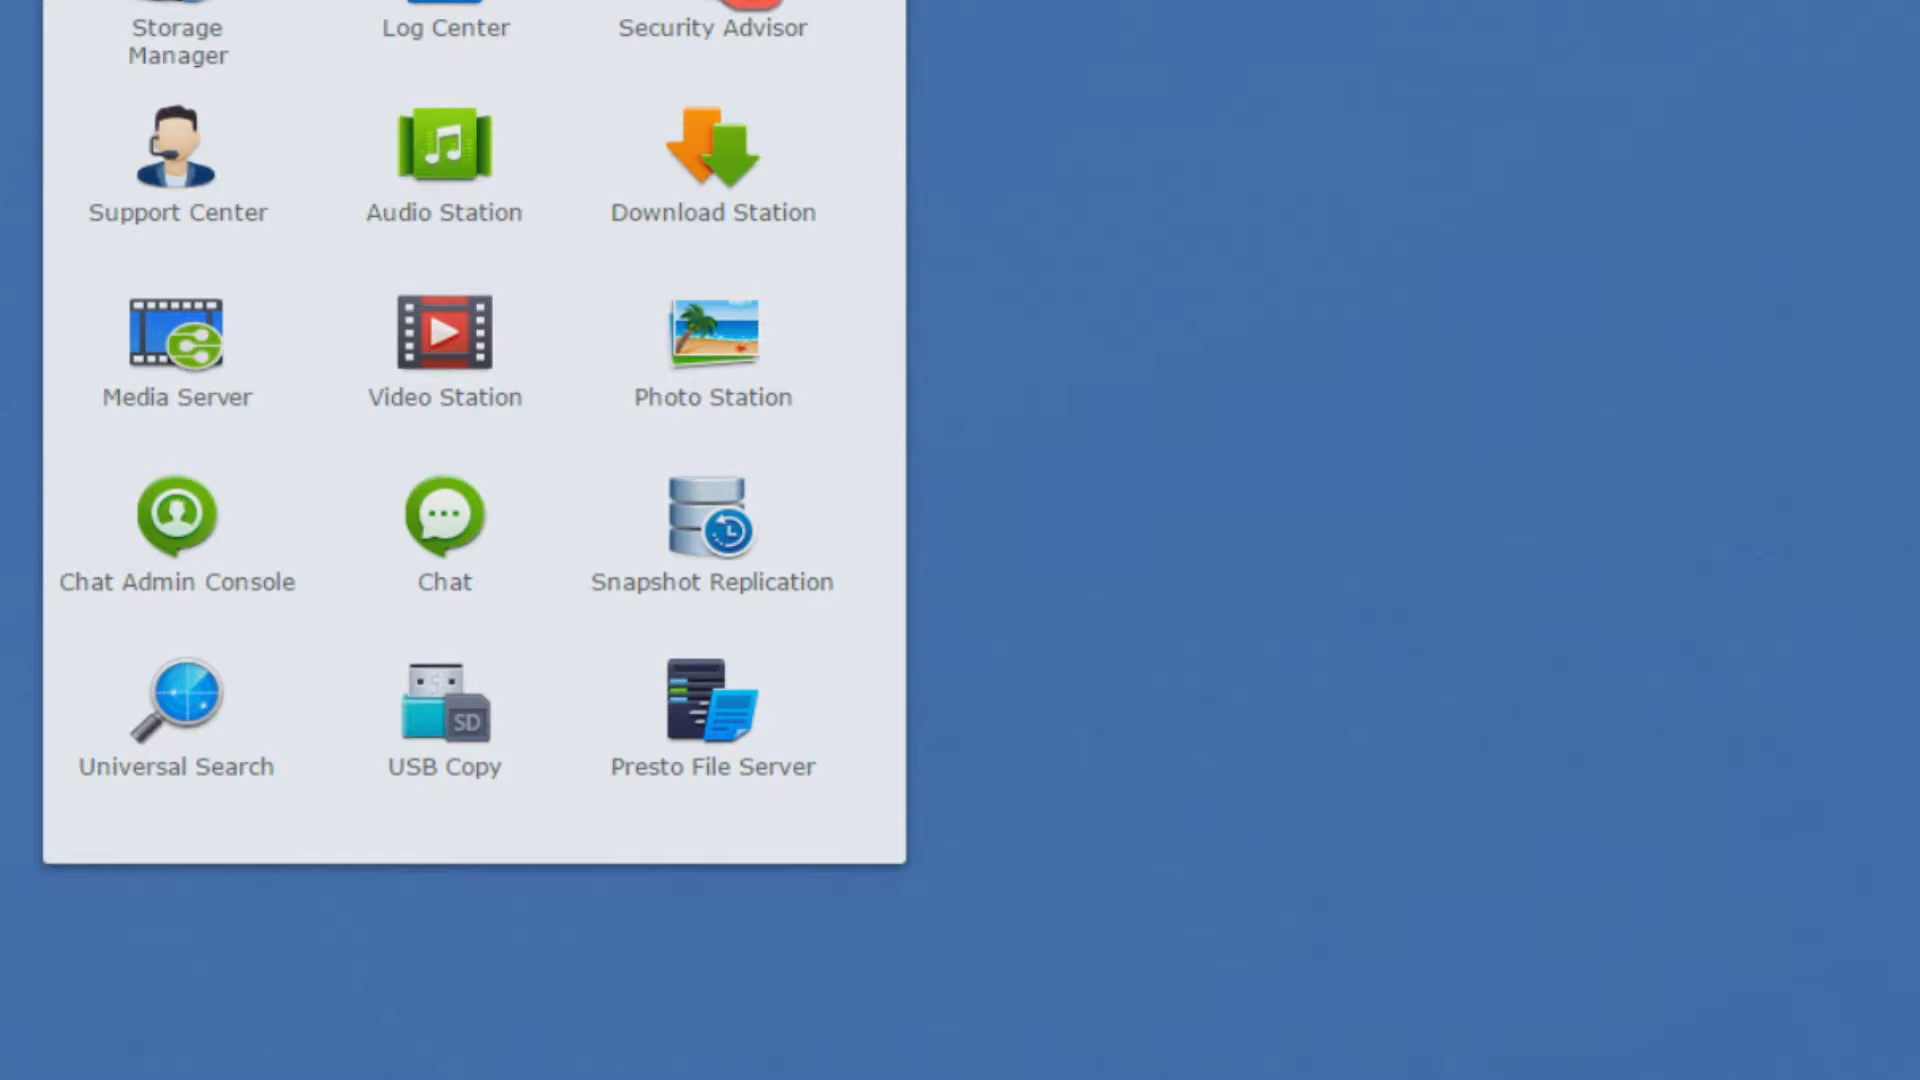 Storage
Manager
Log Center
Security Advisor
Support Center
Audio Station
Download Station
Media Server
Video Station
Photo Station
Chat Admin Console
Chat
Snapshot Replication
Universal Search
SD
USB Copy
Presto File Server